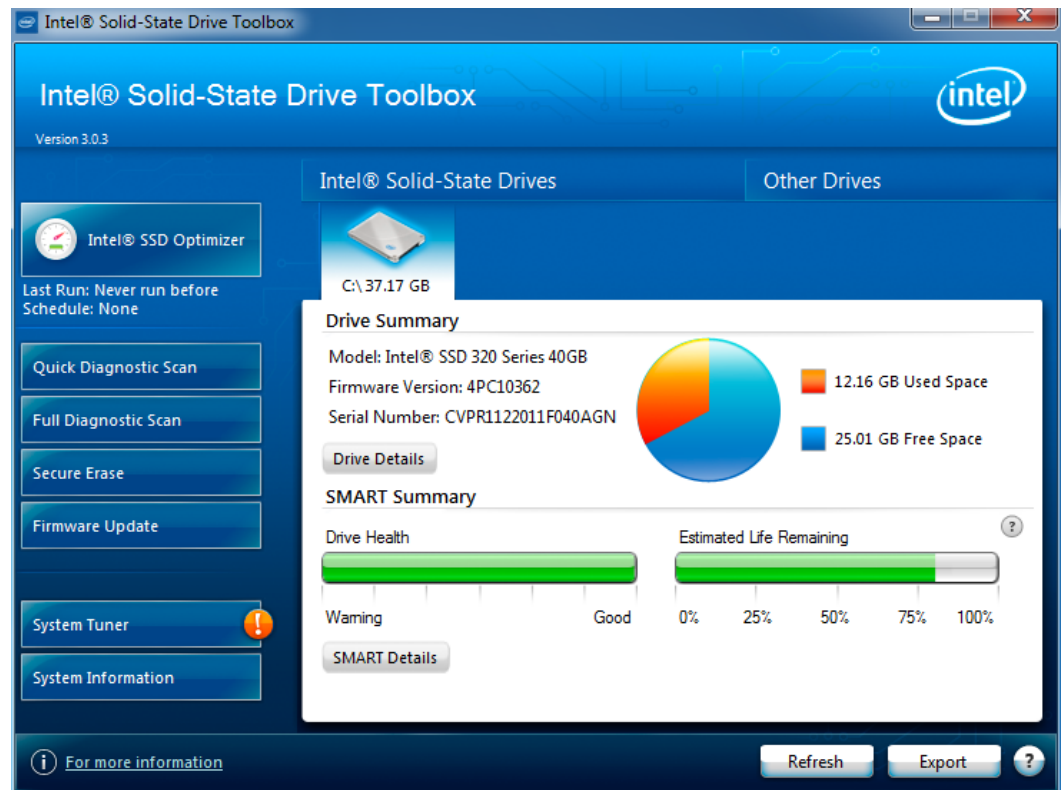 Intel® Solid-State Drive Toolbox
Intel® Solid-State Drive Toolbox
intel
Version 3.0.3
Intel® Solid-State Drives
Other Drives
Intel® SSD Optimizer
Last Run: Never run before
Schedule: None
C:\ 37.17 GB
Quick Diagnostic Scan
Full Diagnostic Scan
Secure Erase
Firmware Update
System Tuner
!
System Information
Drive Summary
Model: Intel® SSD 320 Series 40GB
Firmware Version: 4PC10362
Serial Number: CVPR1122011F040AGN
12.16 GB Used Space
25.01 GB Free Space
Drive Details
SMART Summary
?
Drive Health
Estimated Life Remaining
Warning
Good
0% 25% 50% 75% 100%
SMART Details
i For more information
Refresh
Export
?